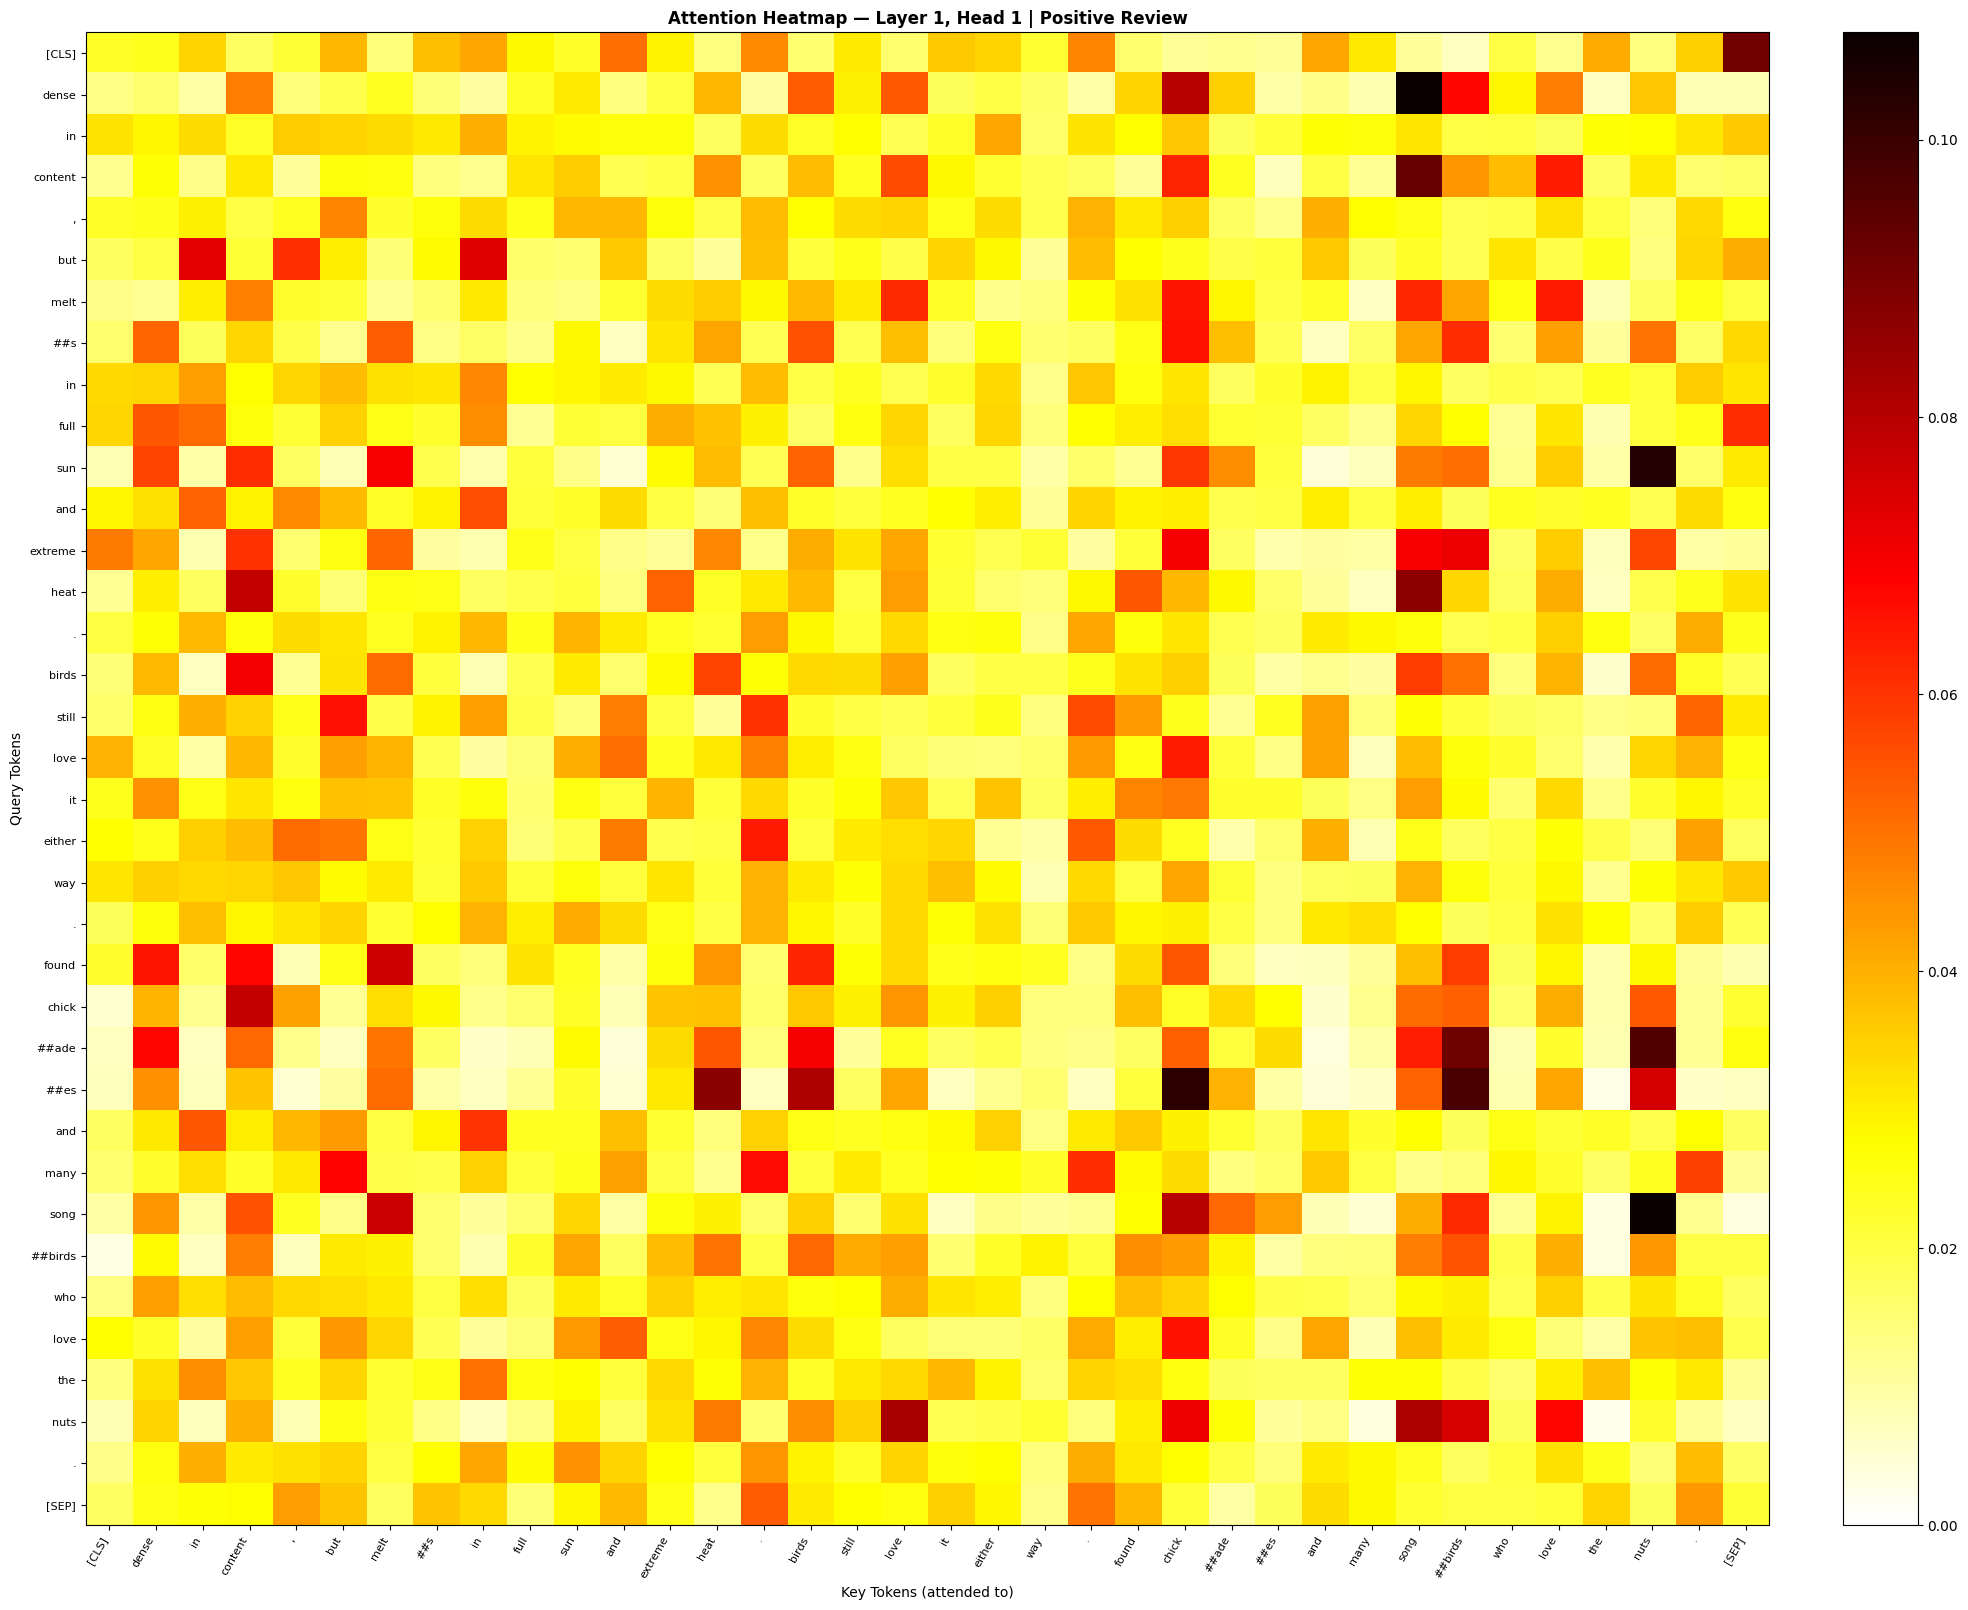 Attention Heatmap — Layer 1, Head 1 | Positive Review
Query Tokens
[CLS]
dense
in
content
,
but
melt
##s
in
full
sun
and
extreme
heat
.
birds
still
love
it
either
way
.
found
chick
##ade
##es
and
many
song
##birds
who
love
the
nuts
.
[SEP]
[CLS]
dense
in
content
,
but
melt
##s
in
full
sun
and
extreme
heat
.
birds
still
love
it
either
way
.
found
chick
##ade
##es
and
many
song
##birds
who
love
the
nuts
.
[SEP]
Key Tokens (attended to)
0.10
0.08
0.06
0.04
0.02
0.00